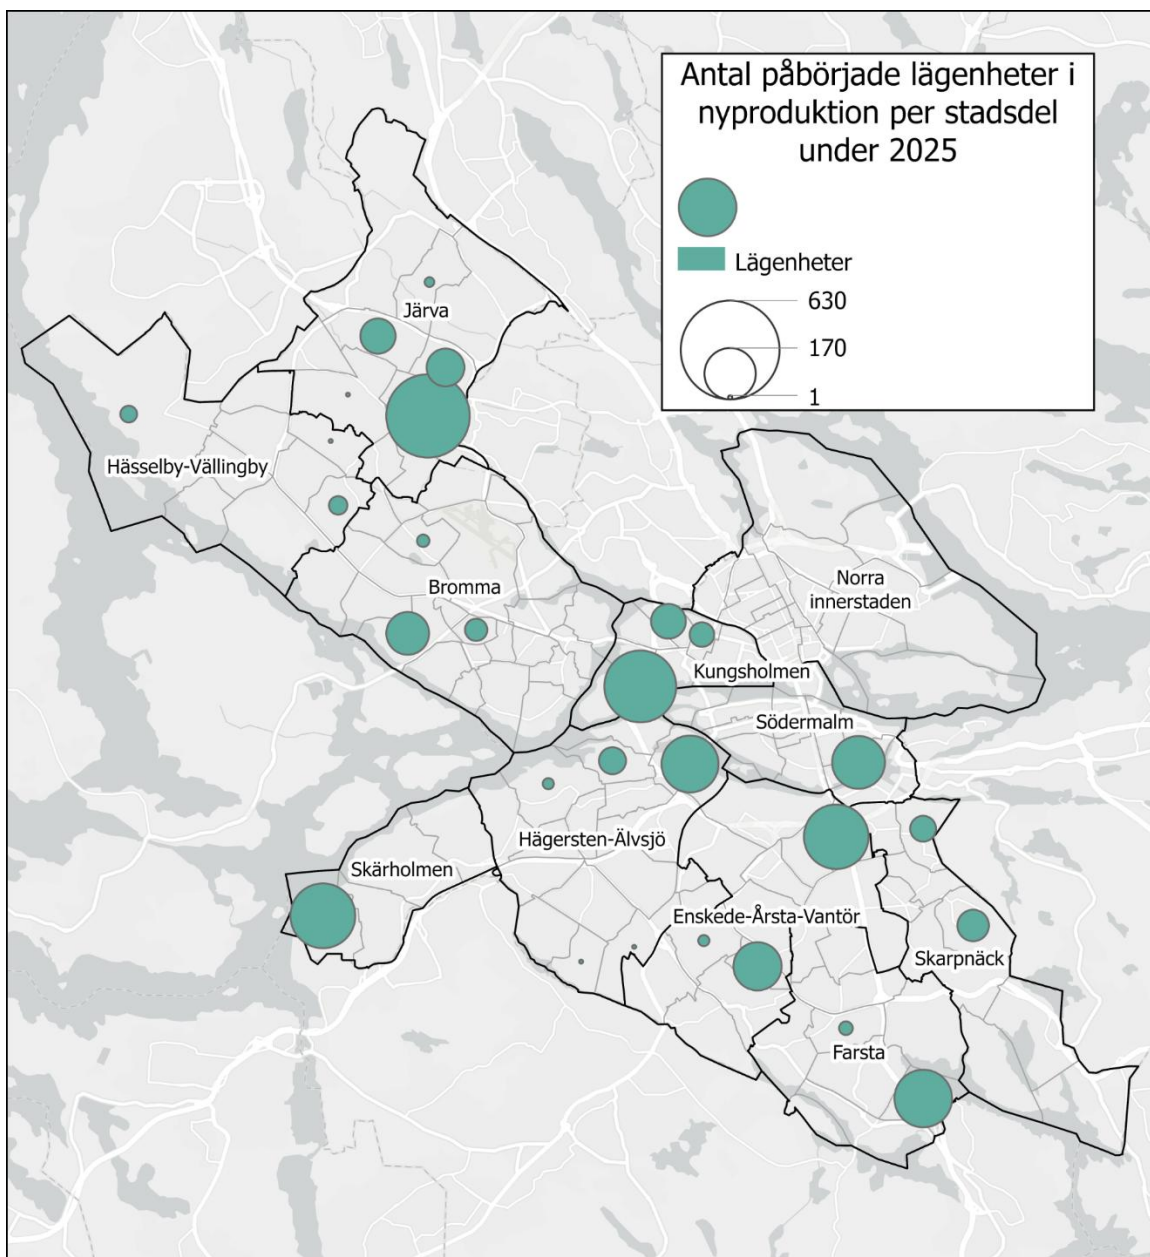 Antal påbörjade lägenheter i
nyproduktion per stadsdel
under 2025
Lägenheter
630
170
1
Järva
Hässelby-Vällingby
Bromma
Norra
innerstaden
Kungsholmen
Södermalm
Hägersten-Älvsjö
Skärholmen
Enskede-Årsta-Vantör
Skarpnäck
Farsta